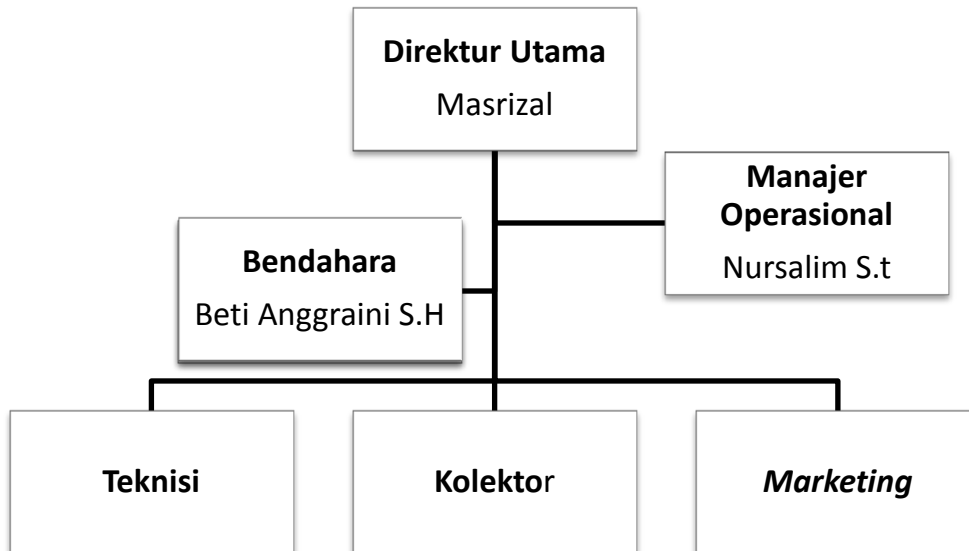 Direktur Utama
Masrizal
Manajer
Operasional
Nursalim S.t
Bendahara
Beti Anggraini S.H
Teknisi
Kolektor
Marketing